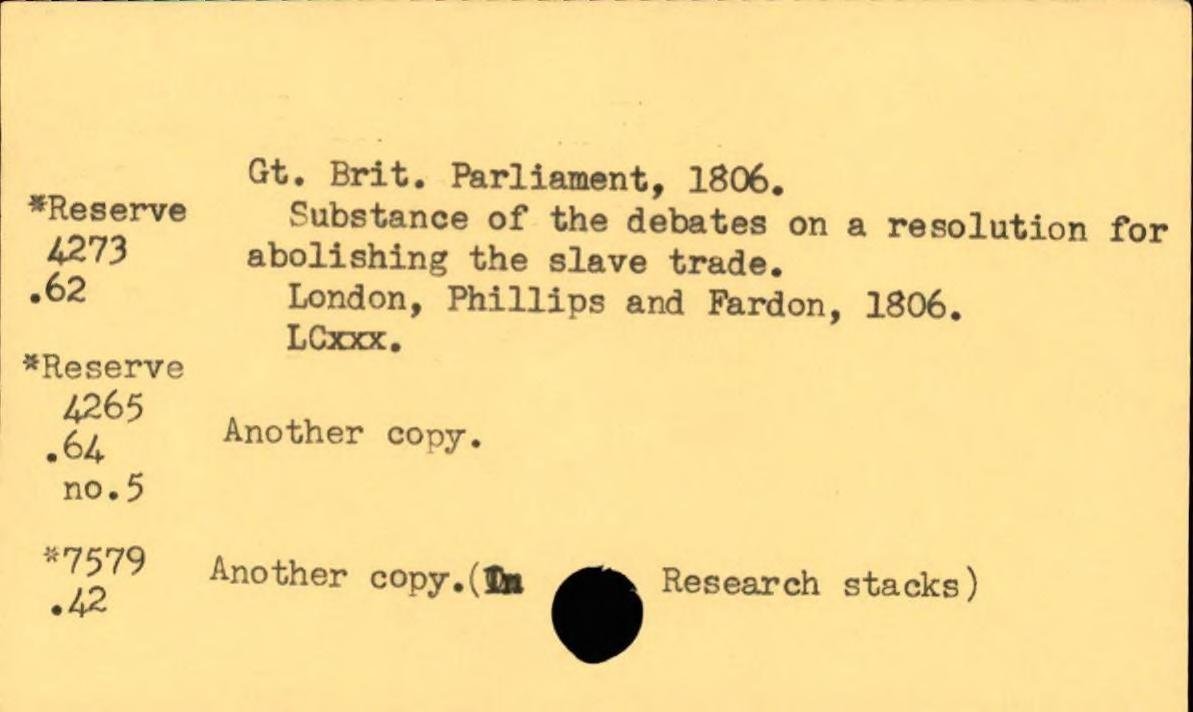 Gt. Brit. Parliament, 1806.
*Reserve
4273
.62
Substance of the debates on a resolution for
abolishing the slave trade.
London, Phillips and Fardon, 1806.
LCxxx.
*Reserve
4265
.64
no.5
Another copy.
*7579
.42
Another copy.(In Research stacks)